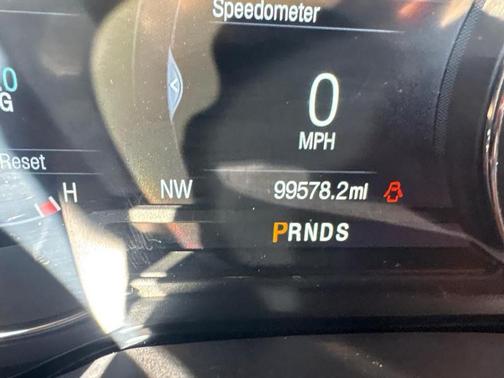 Speedometer
0
MPH
Reset
H
NW 99578.2mi
PRNDS